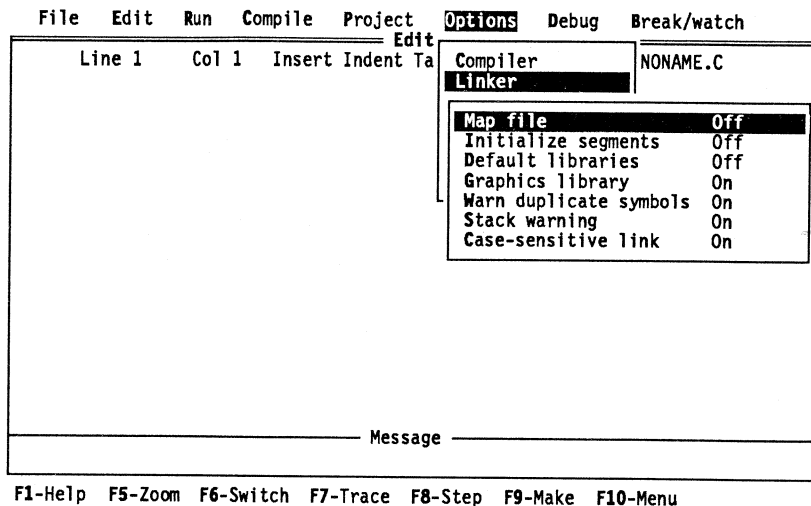 File Edit Run Compile Project Options Debug Break/watch
Edit
Line 1 Col 1 Insert Indent Ta
NONAME.C
Compiler
Linker
Map file Off
Initialize segments Off
Default libraries Off
Graphics library On
Warn duplicate symbols On
Stack warning On
Case-sensitive link On
Message
F1-Help F5-Zoom F6-Switch F7-Trace F8-Step F9-Make F10-Menu